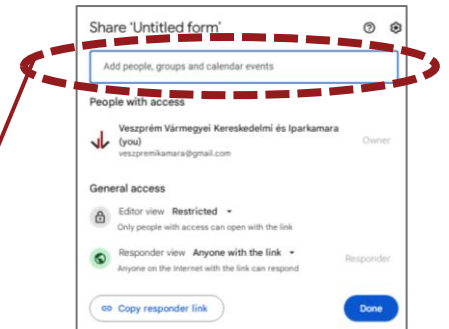 Share ‘Untitled form’
Add people, groups and calendar events
People with access
Veszprém Vármegyei Kereskedelmi és Iparkamara
(you)
Owner
veszpremikamara@gmail.com
General access
Editor view Restricted
Only people with access can open with the link
Responder view Anyone with the link
Responder
Anyone on the Internet with the link can respond
Copy responder link
Done